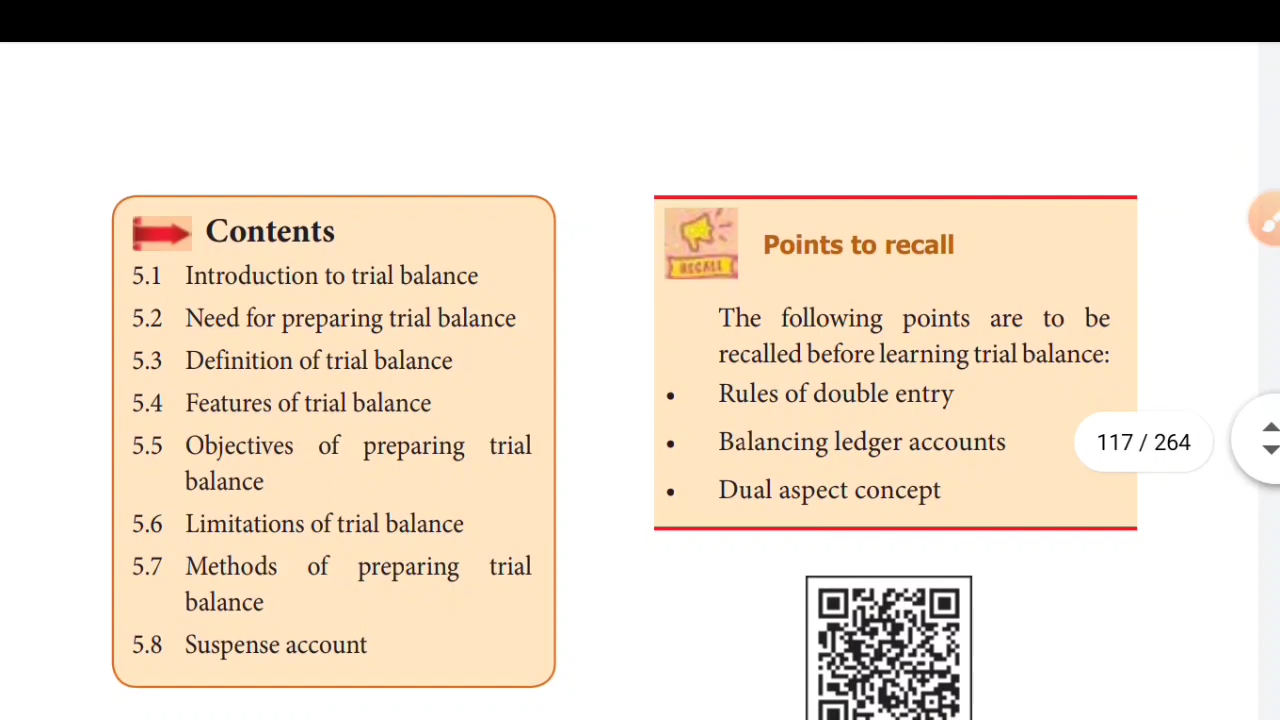 Contents
5.1 Introduction to trial balance
5.2 Need for preparing trial balance
5.3 Definition of trial balance
5.4 Features of trial balance
5.5 Objectives of preparing trial
balance
5.6 Limitations of trial balance
5.7 Methods of preparing trial
balance
5.8 Suspense account
RECALL
Points to recall
The following points are to be
recalled before learning trial balance:
• Rules of double entry
• Balancing ledger accounts
• Dual aspect concept
117 / 264